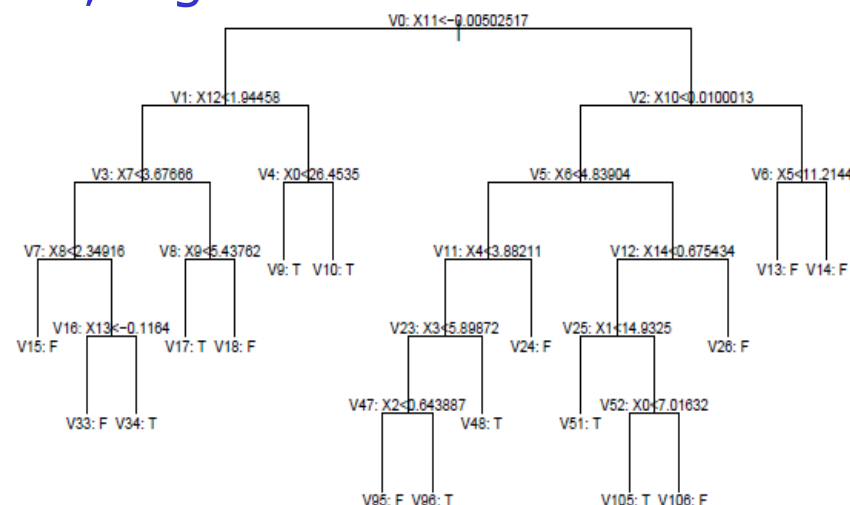 V0: X11<-0.00502517
V1: X12<1.94458 V2: X10<0.0100013
V3: X7<3.67666 V4: X0<26.4535 V5: X6<4.83904 V6: X5<11.2144
V7: X8<2.34916 V8: X9<5.43762 V9: T V10: T V11: X4<3.88211 V12: X14<0.675434 V13: F V14: F
V15: F V16: X13<-0.1164 V17: T V18: F V23: X3<5.89872 V24: F V25: X1<14.9325 V26: F
V33: F V34: T V47: X2<0.643887 V48: T V51: T V52: X0<7.01632
V95: F V96: T V105: T V106: F